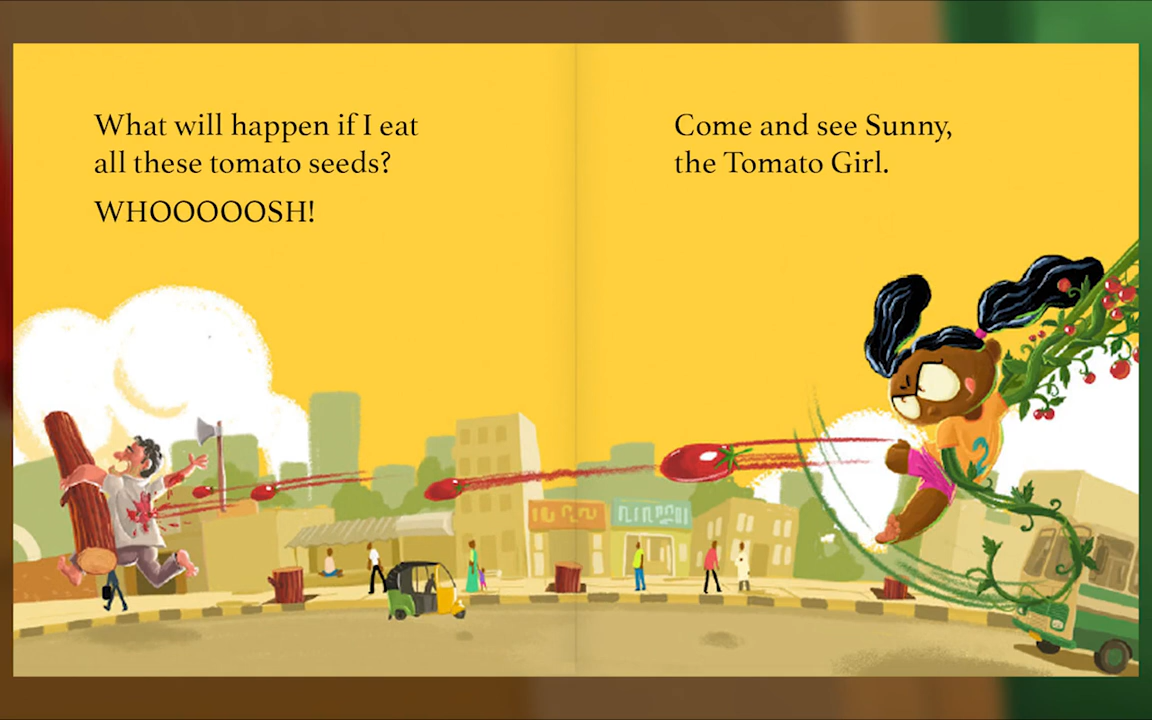 What will happen if I eat
all these tomato seeds?
WHOOOOOSH!
Come and see Sunny,
the Tomato Girl.